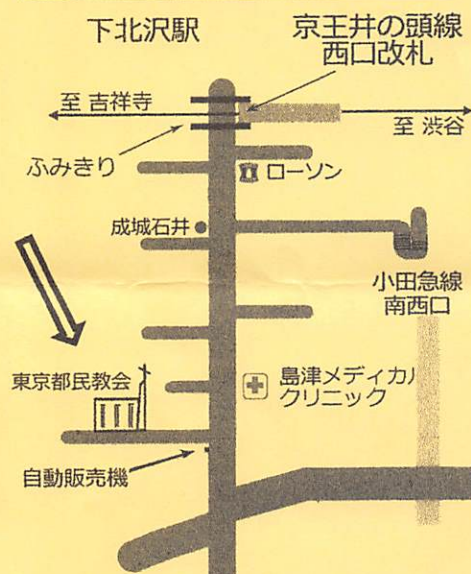 下北沢駅
京王井の頭線
西口改札
至 吉祥寺
至 渋谷
ふみきり
ローソン
成城石井
小田急線
南西口
東京都民教会
島津メディカル
クリニック
自動販売機